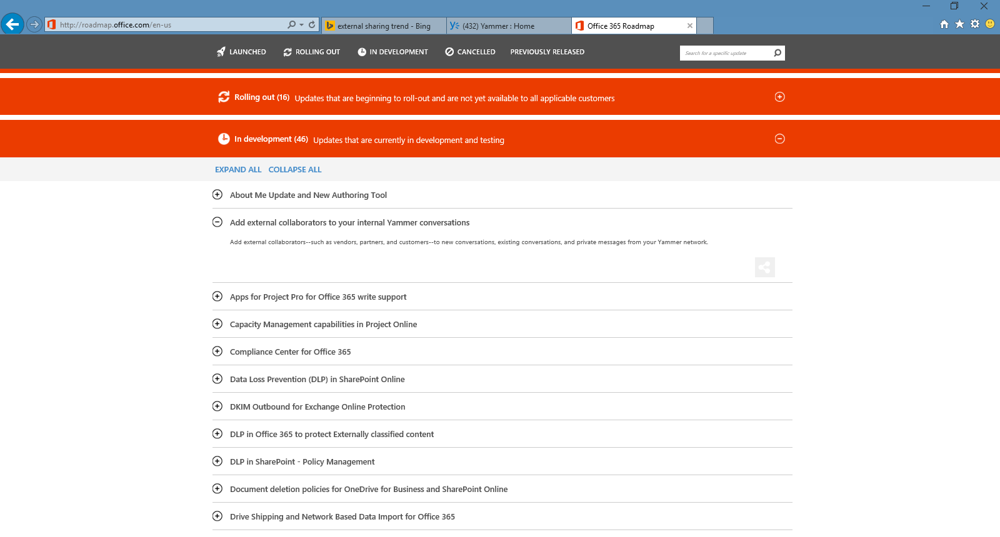 http://roadmap.office.com/en-us
external sharing trend - Bing
(432) Yammer : Home
Office 365 Roadmap
LAUNCHED
ROLLING OUT
IN DEVELOPMENT
CANCELLED
PREVIOUSLY RELEASED
Search for a specific update
Rolling out (16) Updates that are beginning to roll-out and are not yet available to all applicable customers
In development (46) Updates that are currently in development and testing
EXPAND ALL COLLAPSE ALL
About Me Update and New Authoring Tool
Add external collaborators to your internal Yammer conversations
Add external collaborators--such as vendors, partners, and customers--to new conversations, existing conversations, and private messages from your Yammer network.
Apps for Project Pro for Office 365 write support
Capacity Management capabilities in Project Online
Compliance Center for Office 365
Data Loss Prevention (DLP) in SharePoint Online
DKIM Outbound for Exchange Online Protection
DLP in Office 365 to protect Externally classified content
DLP in SharePoint - Policy Management
Document deletion policies for OneDrive for Business and SharePoint Online
Drive Shipping and Network Based Data Import for Office 365